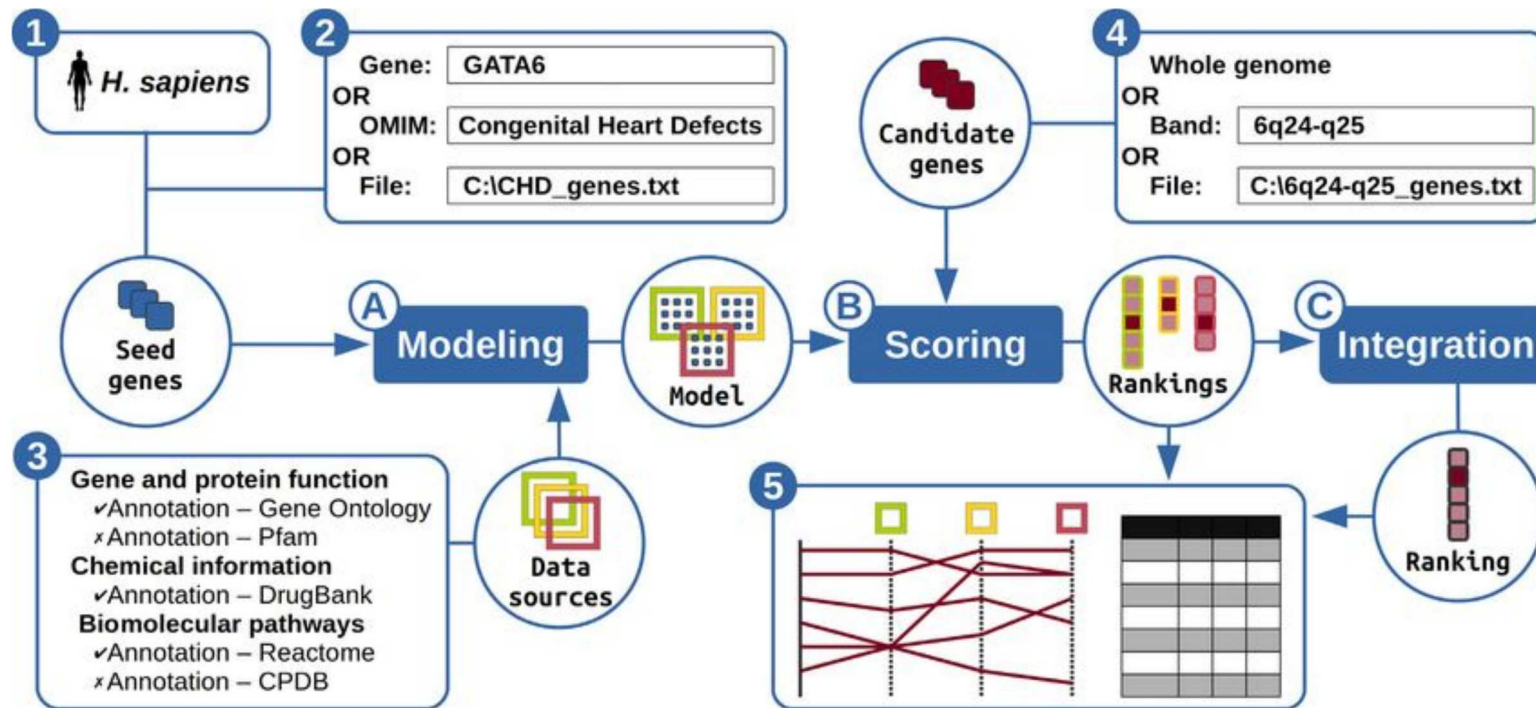 1
H. sapiens
2
Gene: GATA6
OR
OMIM: Congenital Heart Defects
OR
File: C:\CHD_genes.txt
Candidate
genes
4
Whole genome
OR
Band: 6q24-q25
OR
File: C:\6q24-q25_genes.txt
Seed
genes
A
Modeling
Model
B
Scoring
Rankings
C
Integration
3
Gene and protein function
✔Annotation – Gene Ontology
✗Annotation – Pfam
Chemical information
✔Annotation – DrugBank
Biomolecular pathways
✔Annotation – Reactome
✗Annotation – CPDB
Data
sources
5
Ranking